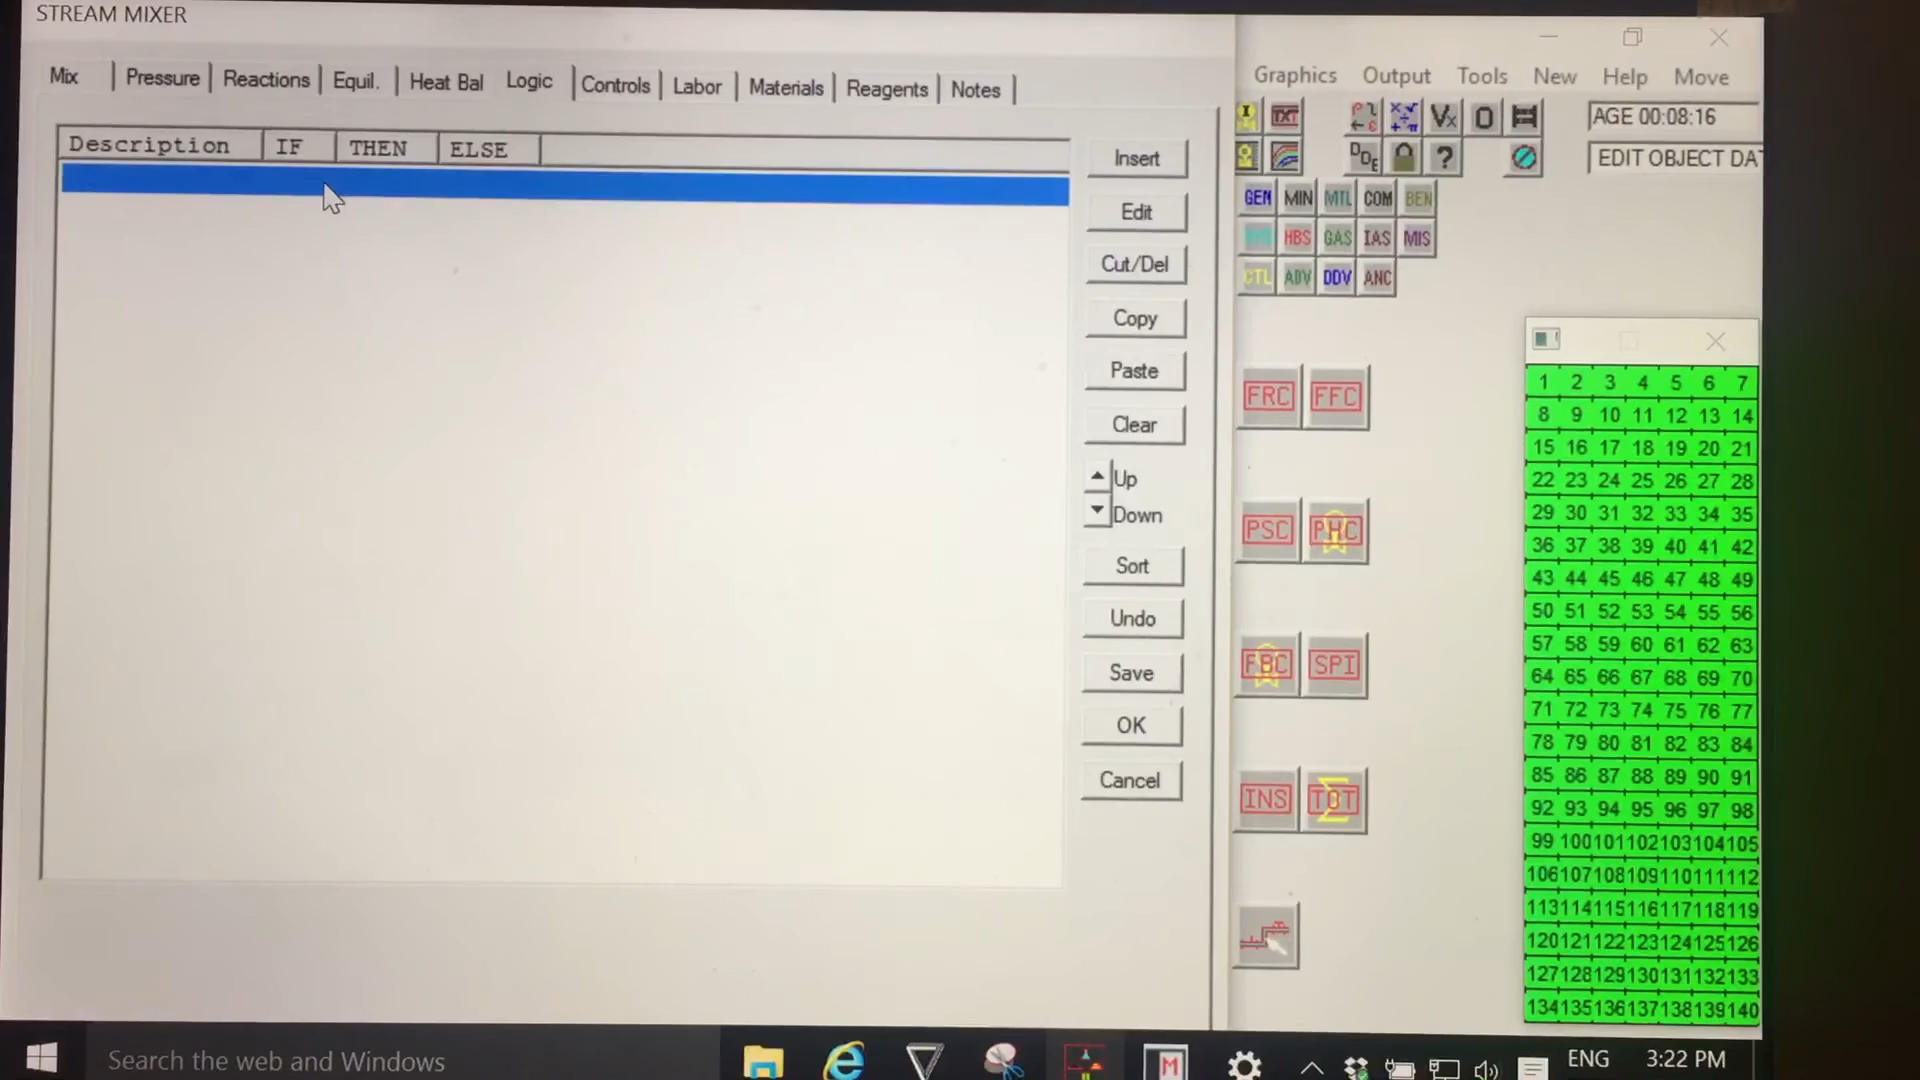 STREAM MIXER
Mix Pressure Reactions Equil. Heat Bal Logic Controls Labor Materials Reagents Notes
Description IF THEN ELSE
Insert
Edit
Cut/Del
Copy
Paste
Clear
Up
Down
Sort
Undo
Save
OK
Cancel
Graphics Output Tools New Help Move
TXT Vx O
AGE 00:08:16
DDE ?
EDIT OBJECT DAT
GEN MIN MTL COM BEN
HBS GAS IAS MIS
CTL ADV DDV ANC
FRC FFC
PSC PHC
FBC SPI
INS TOT
1 2 3 4 5 6 7
8 9 10 11 12 13 14
15 16 17 18 19 20 21
22 23 24 25 26 27 28
29 30 31 32 33 34 35
36 37 38 39 40 41 42
43 44 45 46 47 48 49
50 51 52 53 54 55 56
57 58 59 60 61 62 63
64 65 66 67 68 69 70
71 72 73 74 75 76 77
78 79 80 81 82 83 84
85 86 87 88 89 90 91
92 93 94 95 96 97 98
99 100 101 102 103 104 105
106 107 108 109 110 111 112
113 114 115 116 117 118 119
120 121 122 123 124 125 126
127 128 129 130 131 132 133
134 135 136 137 138 139 140
Search the web and Windows
M
ENG 3:22 PM